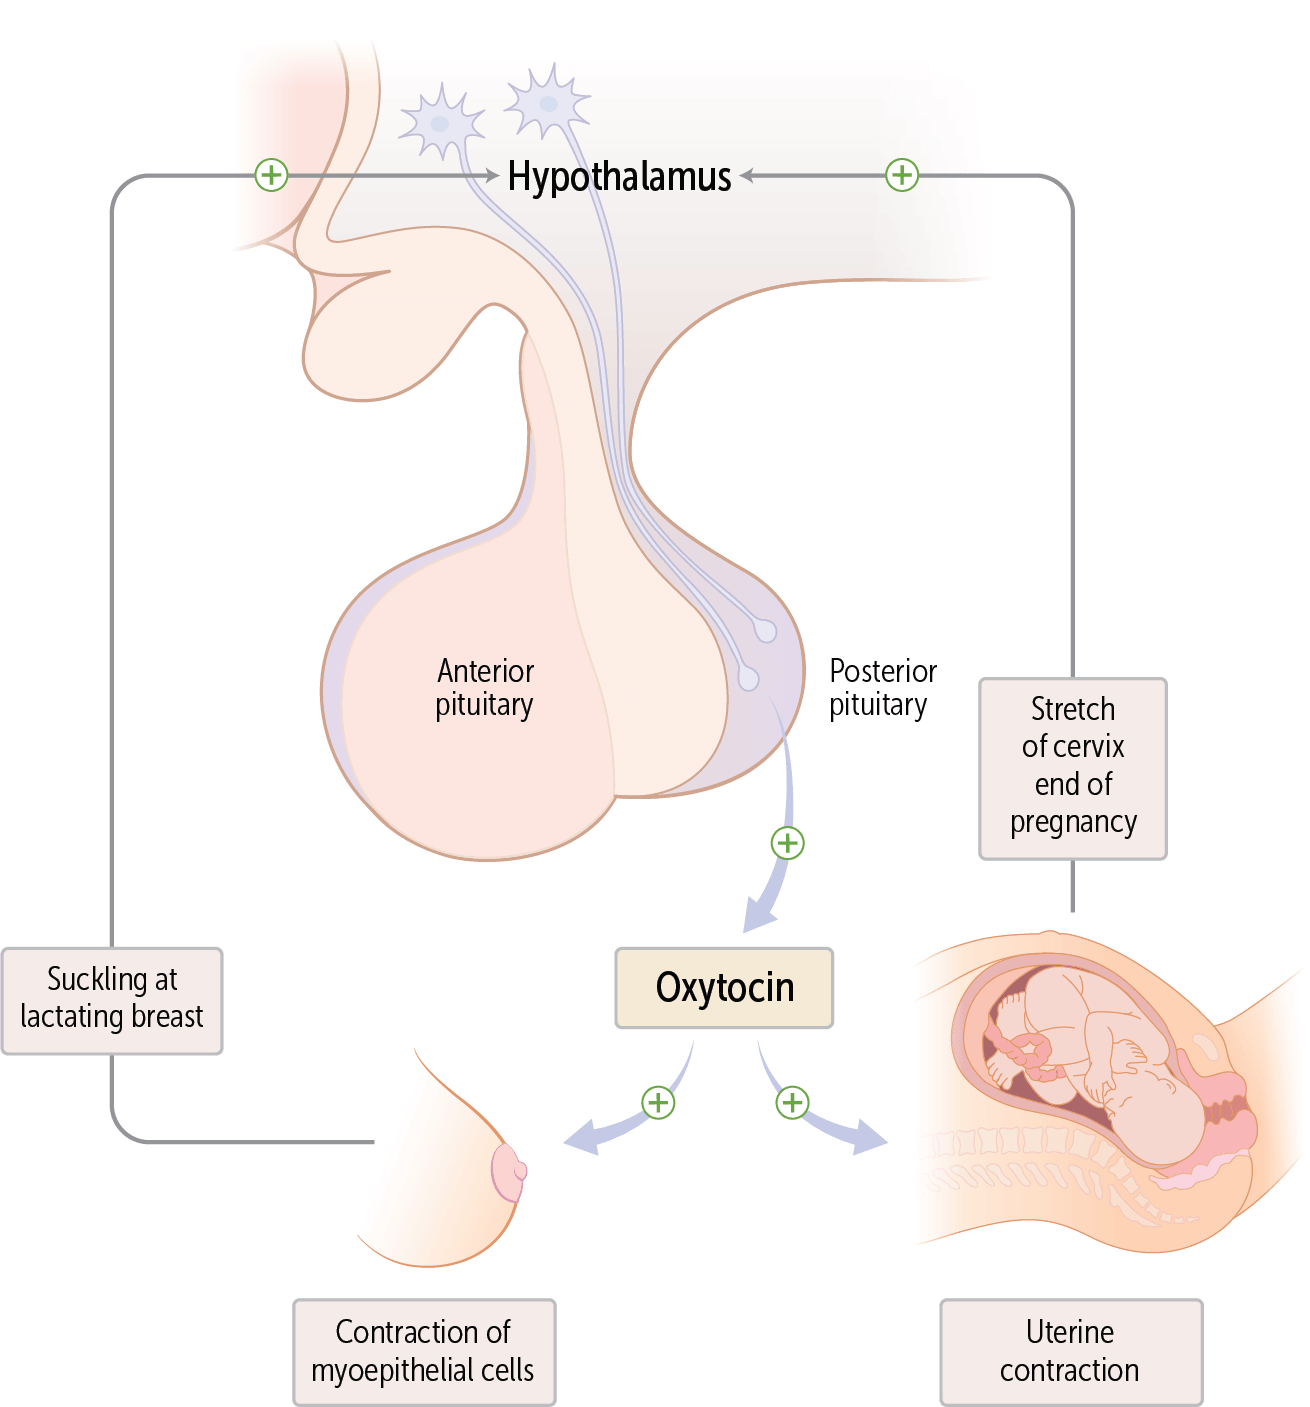 Hypothalamus
Anterior
pituitary
Posterior
pituitary
Stretch
of cervix
end of
pregnancy
Suckling at
lactating breast
Oxytocin
Contraction of
myoepithelial cells
Uterine
contraction